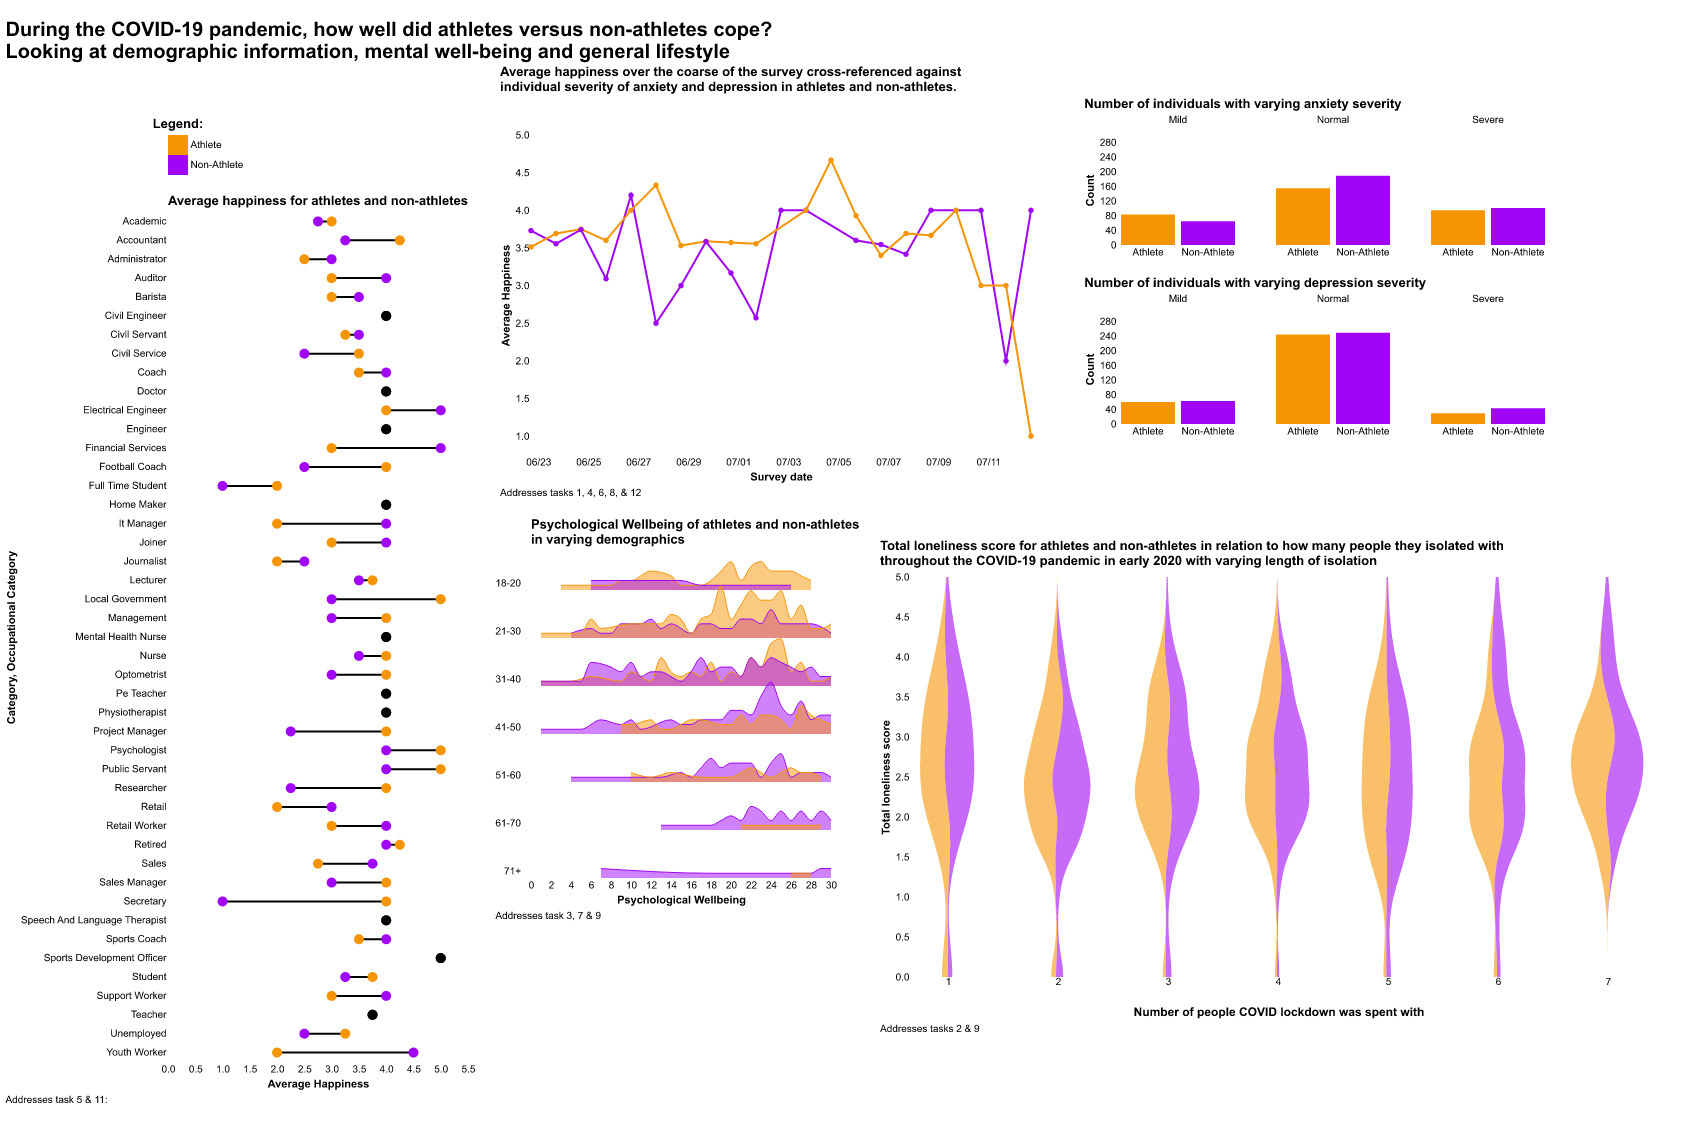 During the COVID-19 pandemic, how well did athletes versus non-athletes cope?
Looking at demographic information, mental well-being and general lifestyle
Legend:
Athlete
Non-Athlete
Average happiness for athletes and non-athletes
Category, Occupational Category
Academic
Accountant
Administrator
Auditor
Barista
Civil Engineer
Civil Servant
Civil Service
Coach
Doctor
Electrical Engineer
Engineer
Financial Services
Football Coach
Full Time Student
Home Maker
It Manager
Joiner
Journalist
Lecturer
Local Government
Management
Mental Health Nurse
Nurse
Optometrist
Pe Teacher
Physiotherapist
Project Manager
Psychologist
Public Servant
Researcher
Retail
Retail Worker
Retired
Sales
Sales Manager
Secretary
Speech And Language Therapist
Sports Coach
Sports Development Officer
Student
Support Worker
Teacher
Unemployed
Youth Worker
0.0 0.5 1.0 1.5 2.0 2.5 3.0 3.5 4.0 4.5 5.0 5.5
Average Happiness
Addresses task 5 & 11:
Average happiness over the coarse of the survey cross-referenced against
individual severity of anxiety and depression in athletes and non-athletes.
Average Happiness
5.0
4.5
4.0
3.5
3.0
2.5
2.0
1.5
1.0
06/23 06/25 06/27 06/29 07/01 07/03 07/05 07/07 07/09 07/11
Survey date
Addresses tasks 1, 4, 6, 8, & 12
Number of individuals with varying anxiety severity
Mild Normal Severe
Count
280
240
200
160
120
80
40
0
Athlete Non-Athlete Athlete Non-Athlete Athlete Non-Athlete
Number of individuals with varying depression severity
Mild Normal Severe
Count
280
240
200
160
120
80
40
0
Athlete Non-Athlete Athlete Non-Athlete Athlete Non-Athlete
Psychological Wellbeing of athletes and non-athletes
in varying demographics
18-20
21-30
31-40
41-50
51-60
61-70
71+
0 2 4 6 8 10 12 14 16 18 20 22 24 26 28 30
Psychological Wellbeing
Addresses task 3, 7 & 9
Total loneliness score for athletes and non-athletes in relation to how many people they isolated with
throughout the COVID-19 pandemic in early 2020 with varying length of isolation
Total loneliness score
5.0
4.5
4.0
3.5
3.0
2.5
2.0
1.5
1.0
0.5
0.0
1 2 3 4 5 6 7
Number of people COVID lockdown was spent with
Addresses tasks 2 & 9